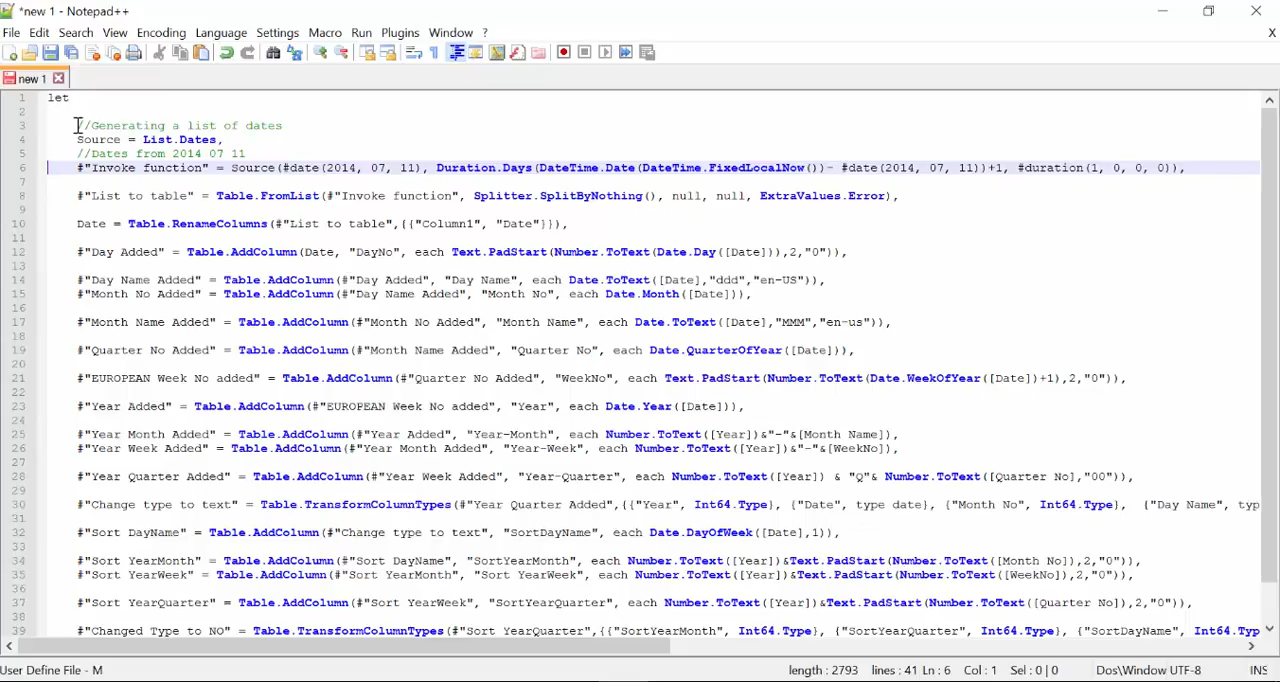 *new 1 - Notepad++
File Edit Search View Encoding Language Settings Macro Run Plugins Window ? X
new 1
1 let
2
3 //Generating a list of dates
4 Source = List.Dates,
5 //Dates from 2014 07 11
6 #"Invoke function" = Source(#date(2014, 07, 11), Duration.Days(DateTime.Date(DateTime.FixedLocalNow())- #date(2014, 07, 11))+1, #duration(1, 0, 0, 0)),
7
8 #"List to table" = Table.FromList(#"Invoke function", Splitter.SplitByNothing(), null, null, ExtraValues.Error),
9
10 Date = Table.RenameColumns(#"List to table",{{"Column1", "Date"}}),
11
12 #"Day Added" = Table.AddColumn(Date, "DayNo", each Text.PadStart(Number.ToText(Date.Day([Date])),2,"0")),
13
14 #"Day Name Added" = Table.AddColumn(#"Day Added", "Day Name", each Date.ToText([Date],"ddd","en-US")),
15 #"Month No Added" = Table.AddColumn(#"Day Name Added", "Month No", each Date.Month([Date])),
16
17 #"Month Name Added" = Table.AddColumn(#"Month No Added", "Month Name", each Date.ToText([Date],"MMM","en-us")),
18
19 #"Quarter No Added" = Table.AddColumn(#"Month Name Added", "Quarter No", each Date.QuarterOfYear([Date])),
20
21 #"EUROPEAN Week No added" = Table.AddColumn(#"Quarter No Added", "WeekNo", each Text.PadStart(Number.ToText(Date.WeekOfYear([Date])+1),2,"0")),
22
23 #"Year Added" = Table.AddColumn(#"EUROPEAN Week No added", "Year", each Date.Year([Date])),
24
25 #"Year Month Added" = Table.AddColumn(#"Year Added", "Year-Month", each Number.ToText([Year])&"-"&[Month Name]),
26 #"Year Week Added" = Table.AddColumn(#"Year Month Added", "Year-Week", each Number.ToText([Year])&"-"&[WeekNo]),
27
28 #"Year Quarter Added" = Table.AddColumn(#"Year Week Added", "Year-Quarter", each Number.ToText([Year]) & "Q"& Number.ToText([Quarter No],"00")),
29
30 #"Change type to text" = Table.TransformColumnTypes(#"Year Quarter Added",{{"Year", Int64.Type}, {"Date", type date}, {"Month No", Int64.Type}, {"Day Name", typ
31
32 #"Sort DayName" = Table.AddColumn(#"Change type to text", "SortDayName", each Date.DayOfWeek([Date],1)),
33
34 #"Sort YearMonth" = Table.AddColumn(#"Sort DayName", "SortYearMonth", each Number.ToText([Year])&Text.PadStart(Number.ToText([Month No]),2,"0")),
35 #"Sort YearWeek" = Table.AddColumn(#"Sort YearMonth", "Sort YearWeek", each Number.ToText([Year])&Text.PadStart(Number.ToText([WeekNo]),2,"0")),
36
37 #"Sort YearQuarter" = Table.AddColumn(#"Sort YearWeek", "SortYearQuarter", each Number.ToText([Year])&Text.PadStart(Number.ToText([Quarter No]),2,"0")),
38
39 #"Changed Type to NO" = Table.TransformColumnTypes(#"Sort YearQuarter",{{"SortYearMonth", Int64.Type}, {"SortYearQuarter", Int64.Type}, {"SortDayName", Int64.Typ
User Define File - M length : 2793 lines : 41 Ln : 6 Col : 1 Sel : 0 | 0 Dos\Window UTF-8 INS